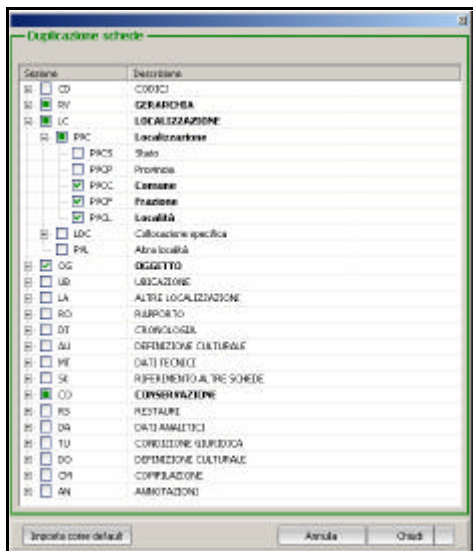 Duplicazione schede
Sezione Descrizione
CD CODICI
RV GERARCHIA
LC LOCALIZZAZIONE
PVC Localizzazione
PVCS Stato
PVCP Provincia
PVCC Comune
PVCF Frazione
PVCL Località
LDC Collocazione specifica
PVL Altra località
OG OGGETTO
UB UBICAZIONE
LA ALTRE LOCALIZZAZIONI
RO RAPPORTO
DT CRONOLOGIA
AU DEFINIZIONE CULTURALE
MT DATI TECNICI
SK RIFERIMENTO ALTRE SCHEDE
CO CONSERVAZIONE
RS RESTAURI
DA DATI ANALITICI
TU CONDIZIONE GIURIDICA
DO DEFINIZIONE CULTURALE
CM COMPILAZIONE
AN ANNOTAZIONI
Imposta come default Annulla Chiudi